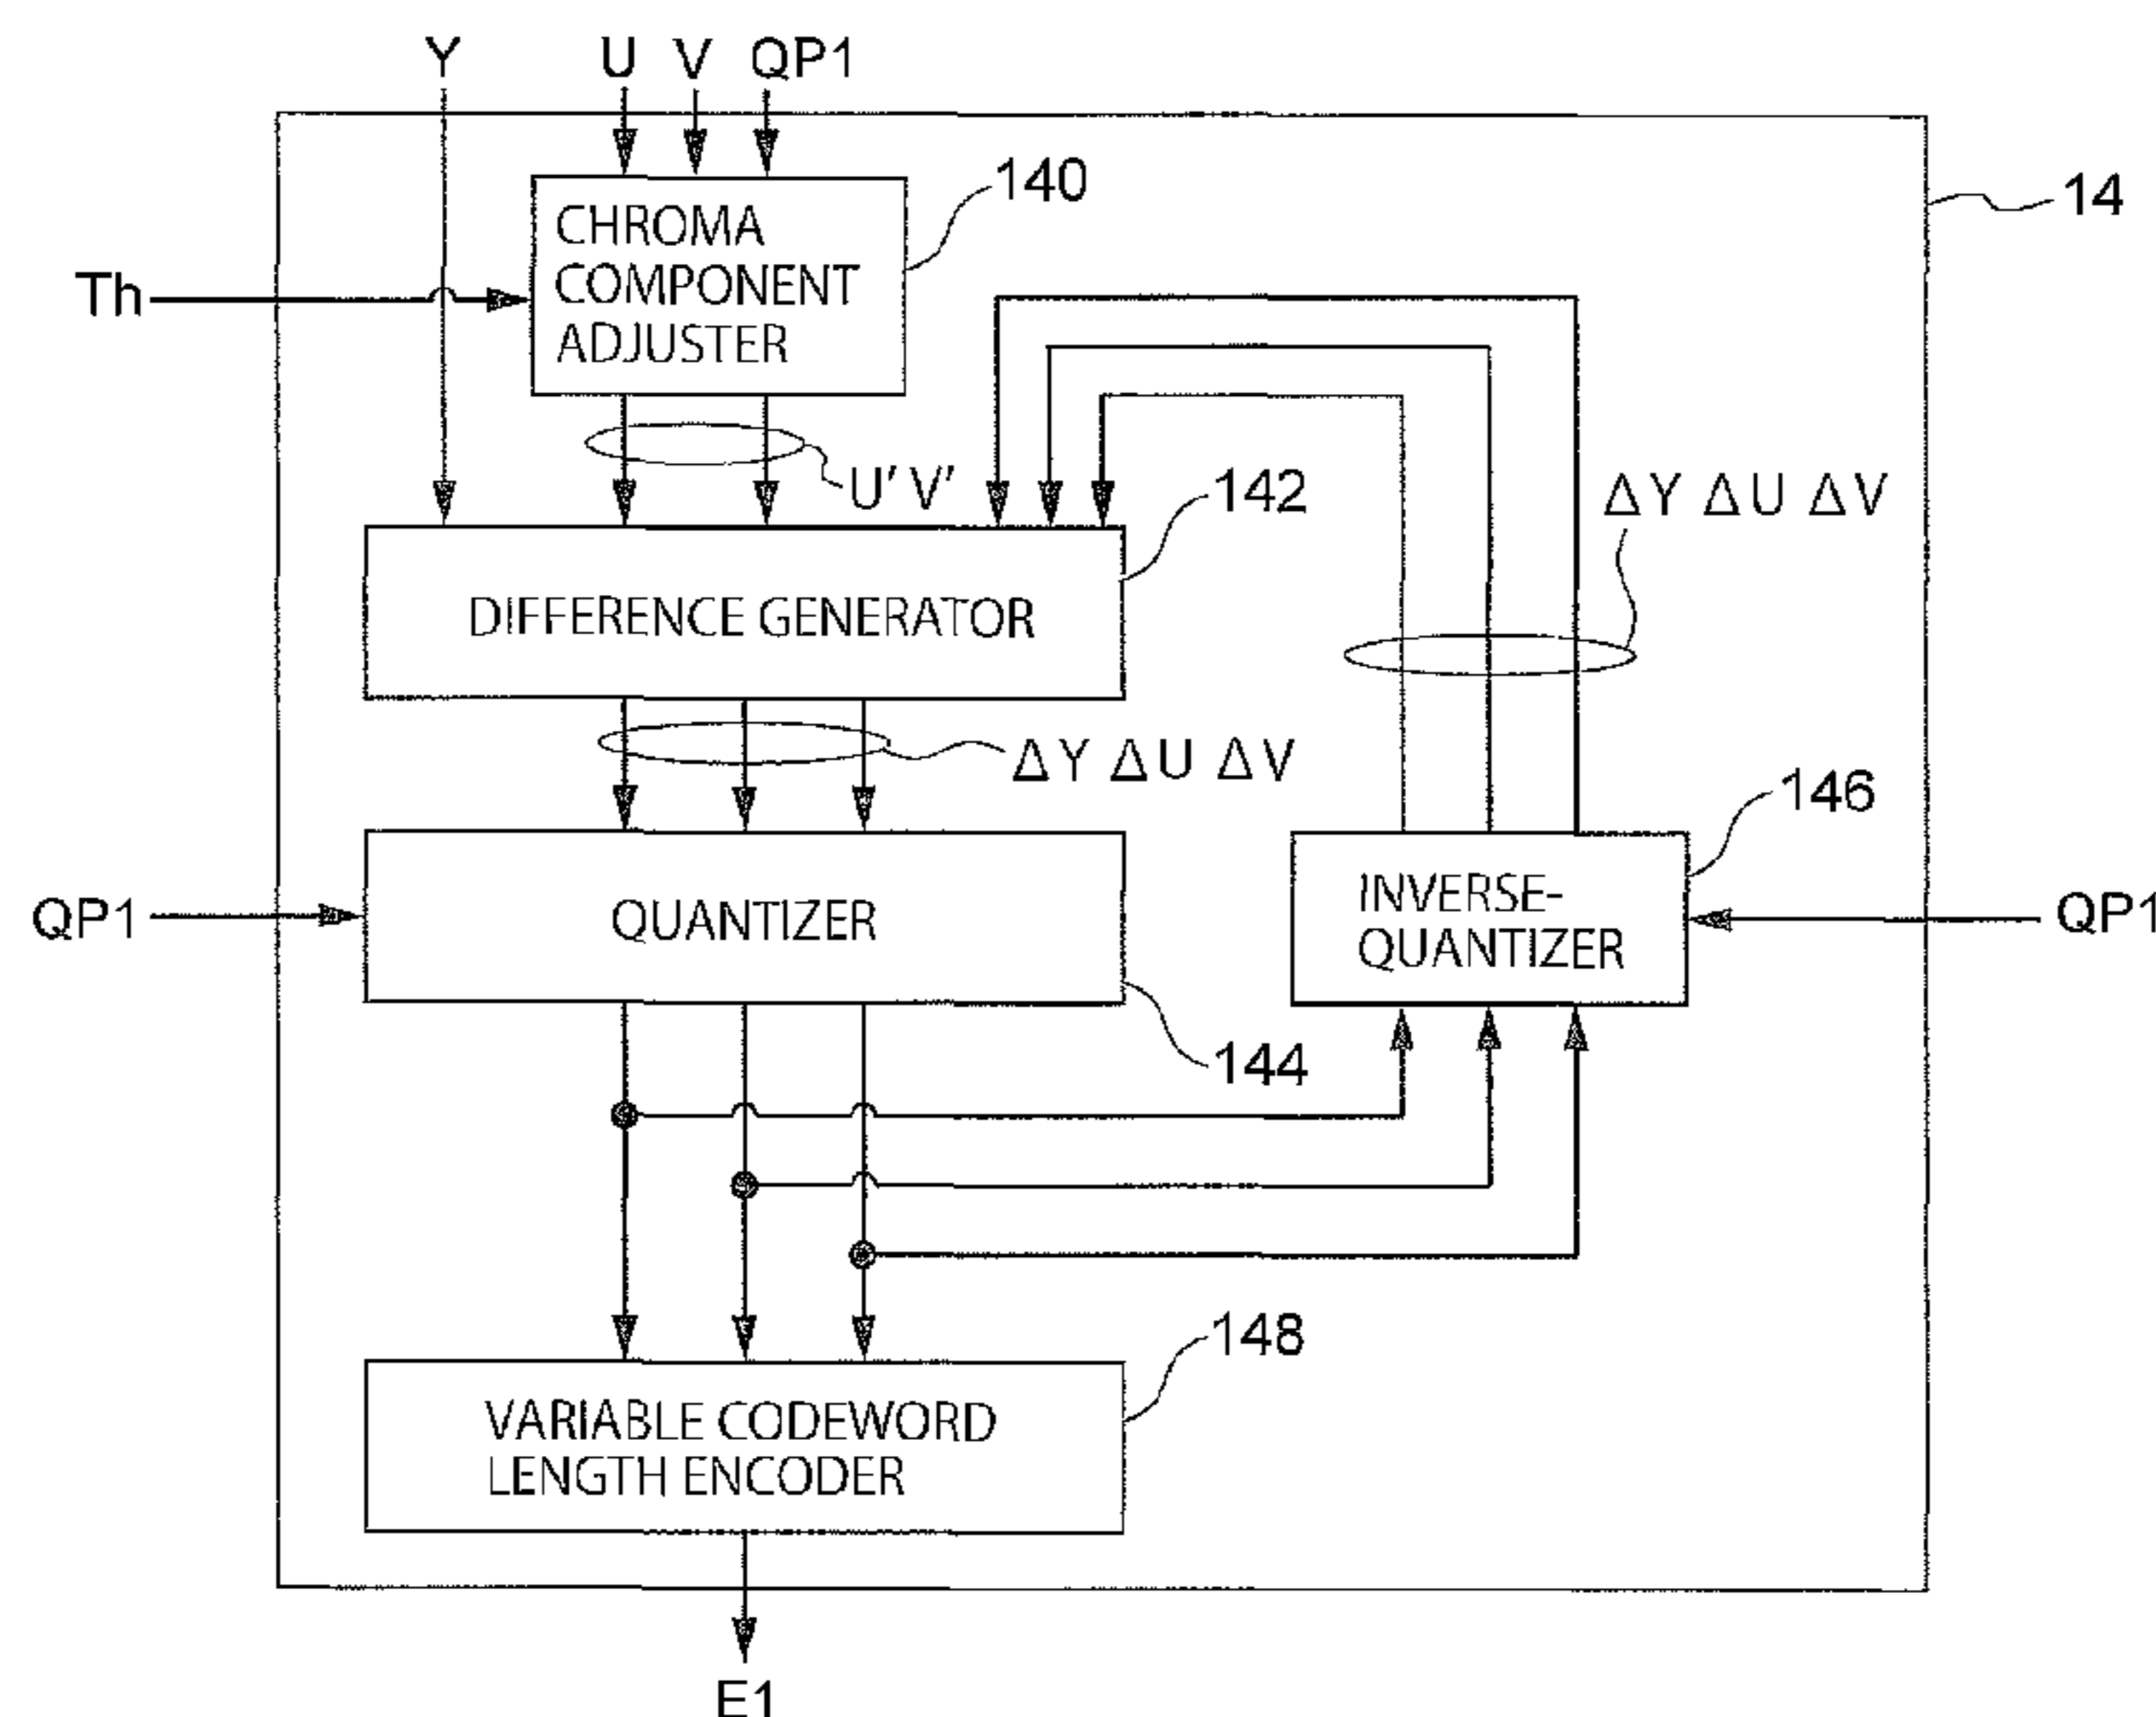 Y U V QP1
140
14
CHROMA
COMPONENT
ADJUSTER
Th
U' V'
142
ΔY ΔU ΔV
DIFFERENCE GENERATOR
ΔY ΔU ΔV
146
QP1
QUANTIZER
INVERSE-
QUANTIZER
QP1
144
148
VARIABLE CODEWORD
LENGTH ENCODER
E1